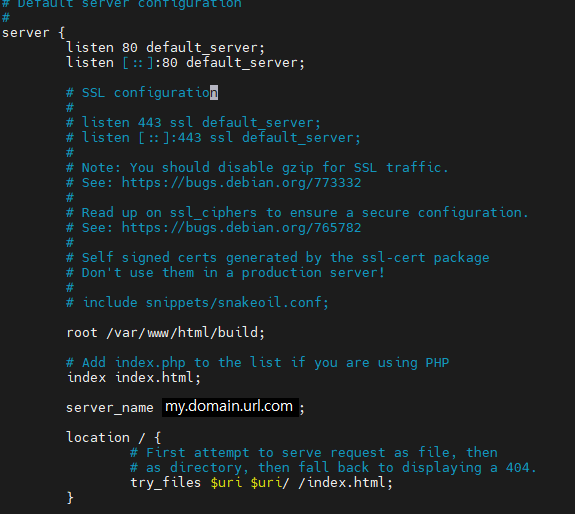 # Default server configuration
#
server {
listen 80 default_server;
listen [::]:80 default_server;
# SSL configuration
#
# listen 443 ssl default_server;
# listen [::]:443 ssl default_server;
#
# Note: You should disable gzip for SSL traffic.
# See: https://bugs.debian.org/773332
#
# Read up on ssl_ciphers to ensure a secure configuration.
# See: https://bugs.debian.org/765782
#
# Self signed certs generated by the ssl-cert package
# Don't use them in a production server!
#
# include snippets/snakeoil.conf;
root /var/www/html/build;
# Add index.php to the list if you are using PHP
index index.html;
server_name my.domain.url.com ;
location / {
# First attempt to serve request as file, then
# as directory, then fall back to displaying a 404.
try_files $uri $uri/ /index.html;
}